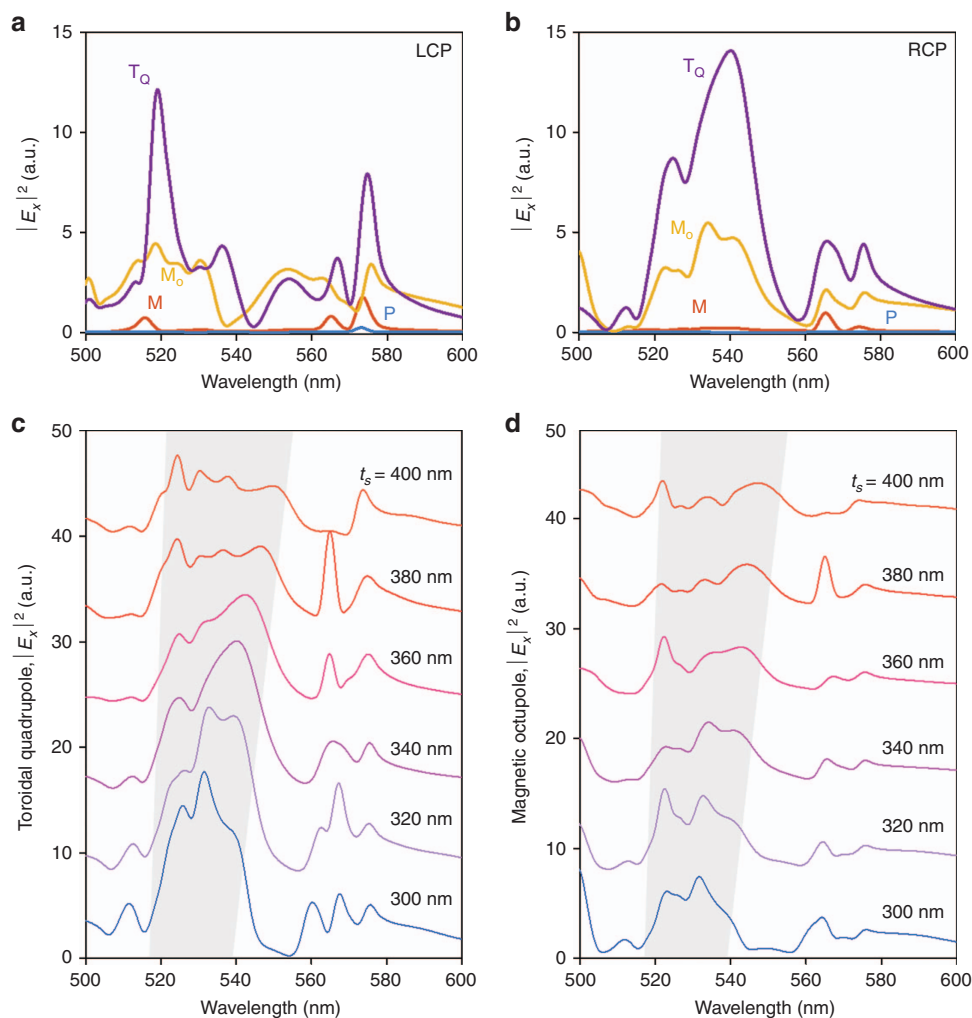 a
LCP
T_Q
M_o
M
P
|E_x|² (a.u.)
15
10
5
0
500 520 540 560 580 600
Wavelength (nm)
b
RCP
T_Q
M_o
M
P
|E_x|² (a.u.)
15
10
5
0
500 520 540 560 580 600
Wavelength (nm)
c
Toroidal quadrupole, |E_x|² (a.u.)
50
40
30
20
10
0
t_s = 400 nm
380 nm
360 nm
340 nm
320 nm
300 nm
500 520 540 560 580 600
Wavelength (nm)
d
Magnetic octupole, |E_x|² (a.u.)
50
40
30
20
10
0
t_s = 400 nm
380 nm
360 nm
340 nm
320 nm
300 nm
500 520 540 560 580 600
Wavelength (nm)